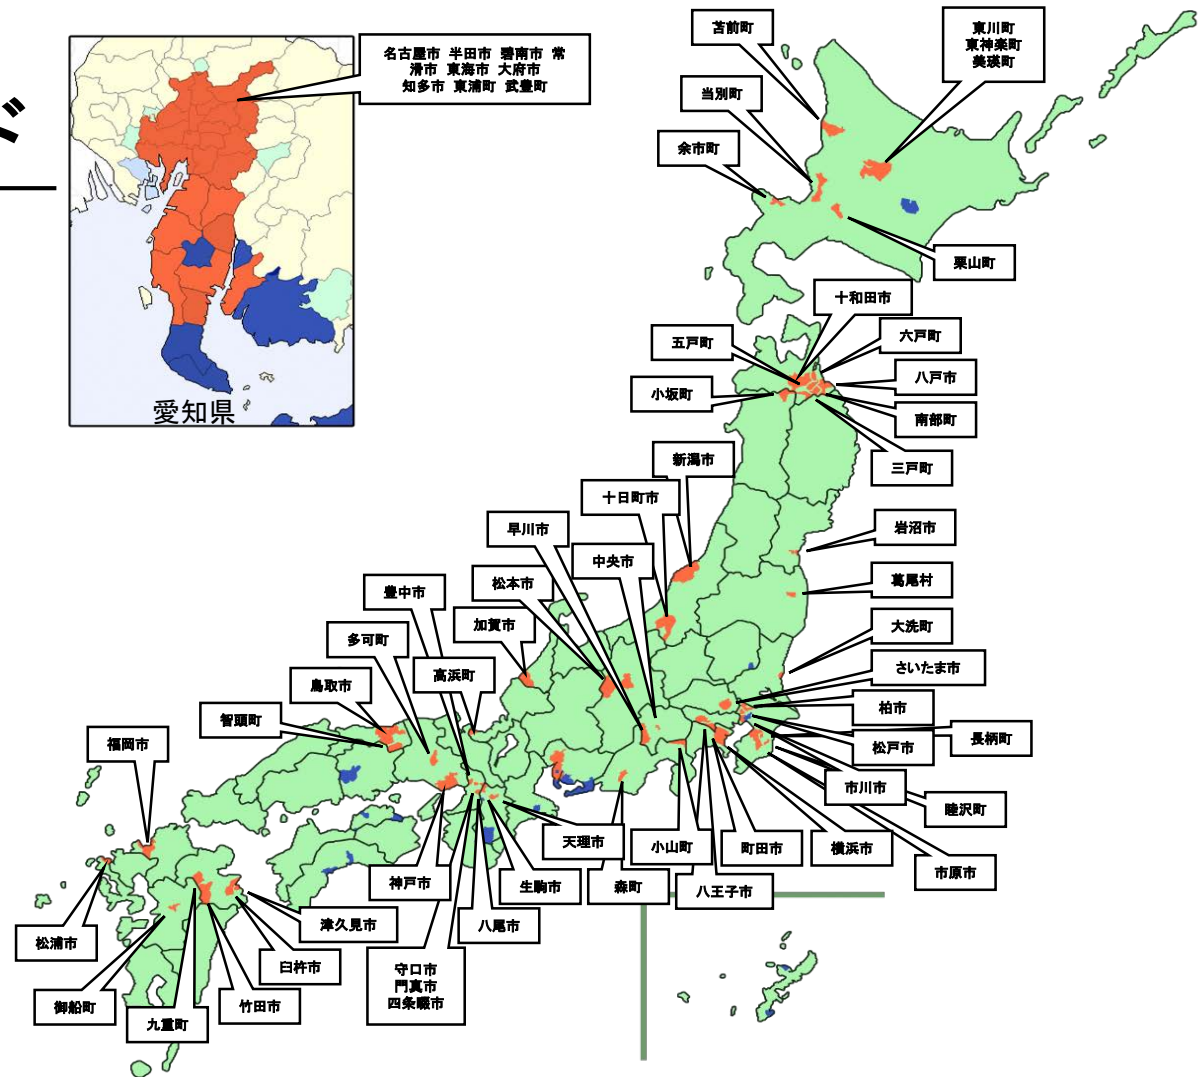 ド
名古屋市 半田市 碧南市 常
滑市 東海市 大府市
知多市 東浦町 武豊町
愛知県
苫前町
東川町
東神楽町
美瑛町
当別町
余市町
栗山町
十和田市
五戸町
六戸町
小坂町
八戸市
南部町
三戸町
新潟市
十日町市
早川市
中央市
岩沼市
葛尾村
豊中市
松本市
加賀市
多可町
高浜町
大洗町
さいたま市
鳥取市
智頭町
柏市
福岡市
松戸市
長柄町
市川市
睦沢町
天理市
小山町
町田市
横浜市
市原市
神戸市
生駒市
森町
八王子市
津久見市
八尾市
松浦市
臼杵市
守口市
門真市
四条畷市
御船町
竹田市
九重町